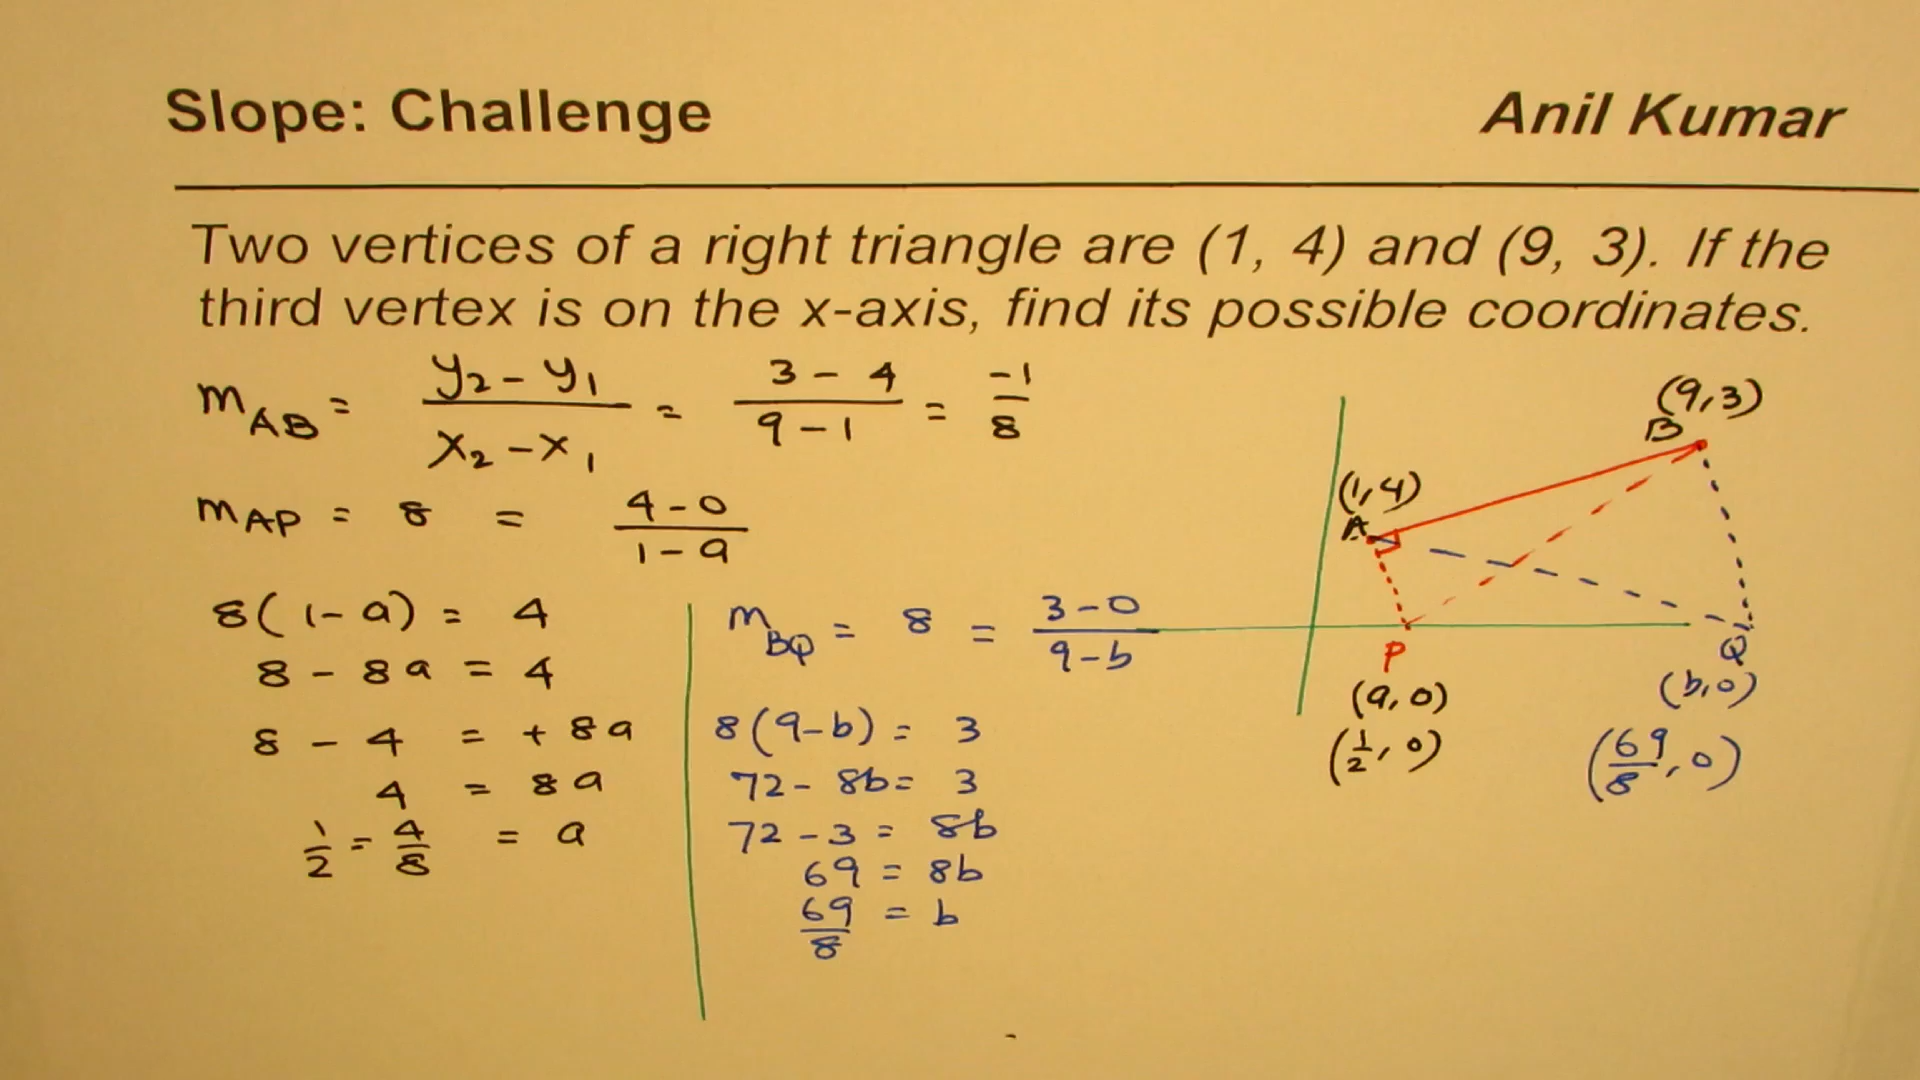 Slope: Challenge
Anil Kumar
Two vertices of a right triangle are (1, 4) and (9, 3). If the
third vertex is on the x-axis, find its possible coordinates.
m_AB = (y₂ - y₁)/(x₂ - x₁) = (3 - 4)/(9 - 1) = -1/8
m_AP = 8 = (4 - 0)/(1 - a)
8(1 - a) = 4
8 - 8a = 4
8 - 4 = + 8a
4 = 8a
1/2 = 4/8 = a
m_BQ = 8 = (3 - 0)/(9 - b)
8(9 - b) = 3
72 - 8b = 3
72 - 3 = 8b
69 = 8b
69/8 = b
(9, 3)
B
(1, 4)
A
P
(a, 0)
(1/2, 0)
Q
(b, 0)
(69/8, 0)